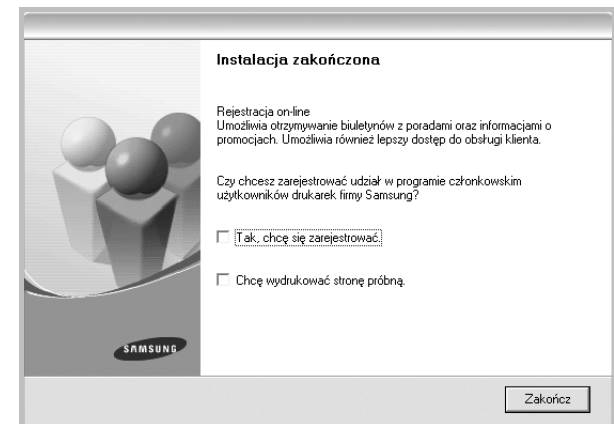 Instalacja zakończona
Rejestracja on-line
Umożliwia otrzymywanie biuletynów z poradami oraz informacjami o
promocjach. Umożliwia również lepszy dostęp do obsługi klienta.
Czy chcesz zarejestrować udział w programie członkowskim
użytkowników drukarek firmy Samsung?
Tak, chcę się zarejestrować.
Chcę wydrukować stronę próbną.
SAMSUNG
Zakończ